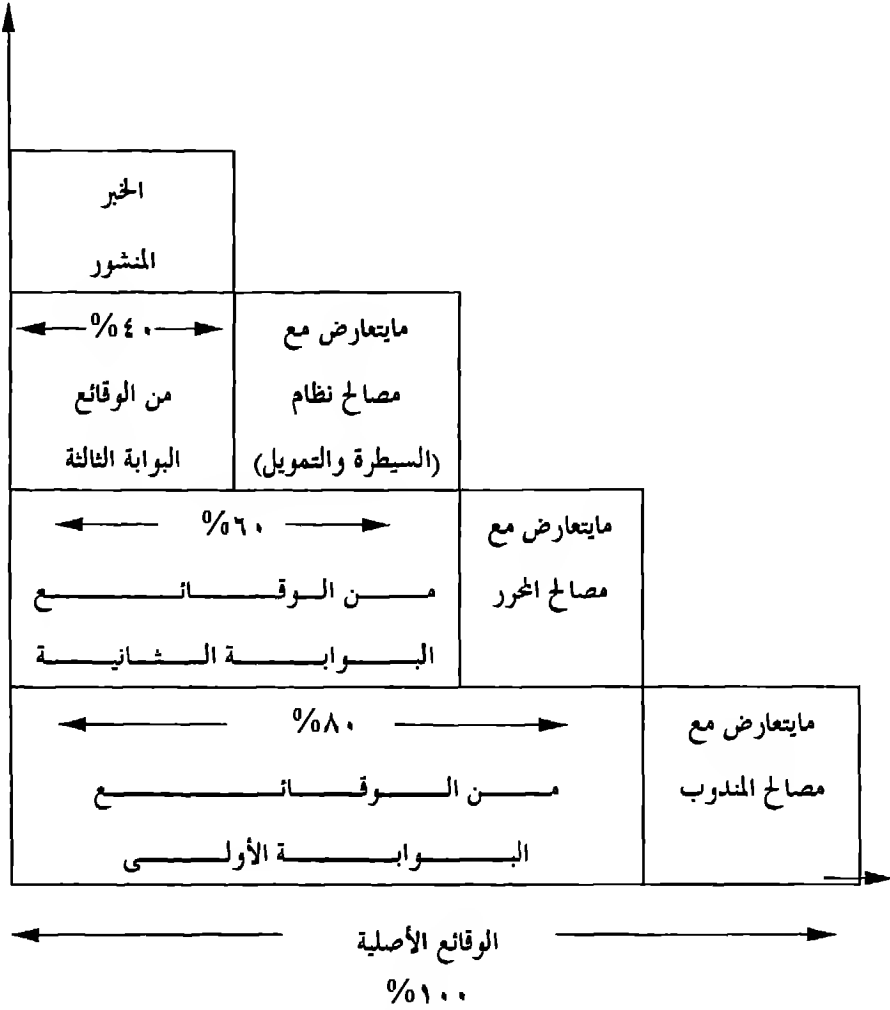 الخبر
المنشور
%٤٠
من الوقائع
البوابة الثالثة
مايتعارض مع
مصالح نظام
(السيطرة والتمويل)
%٦٠
من الوقائع
البوابة الثانية
مايتعارض مع
مصالح المحرر
%٨٠
من الوقائع
البوابة الأولى
مايتعارض مع
مصالح المندوب
الوقائع الأصلية
%١٠٠